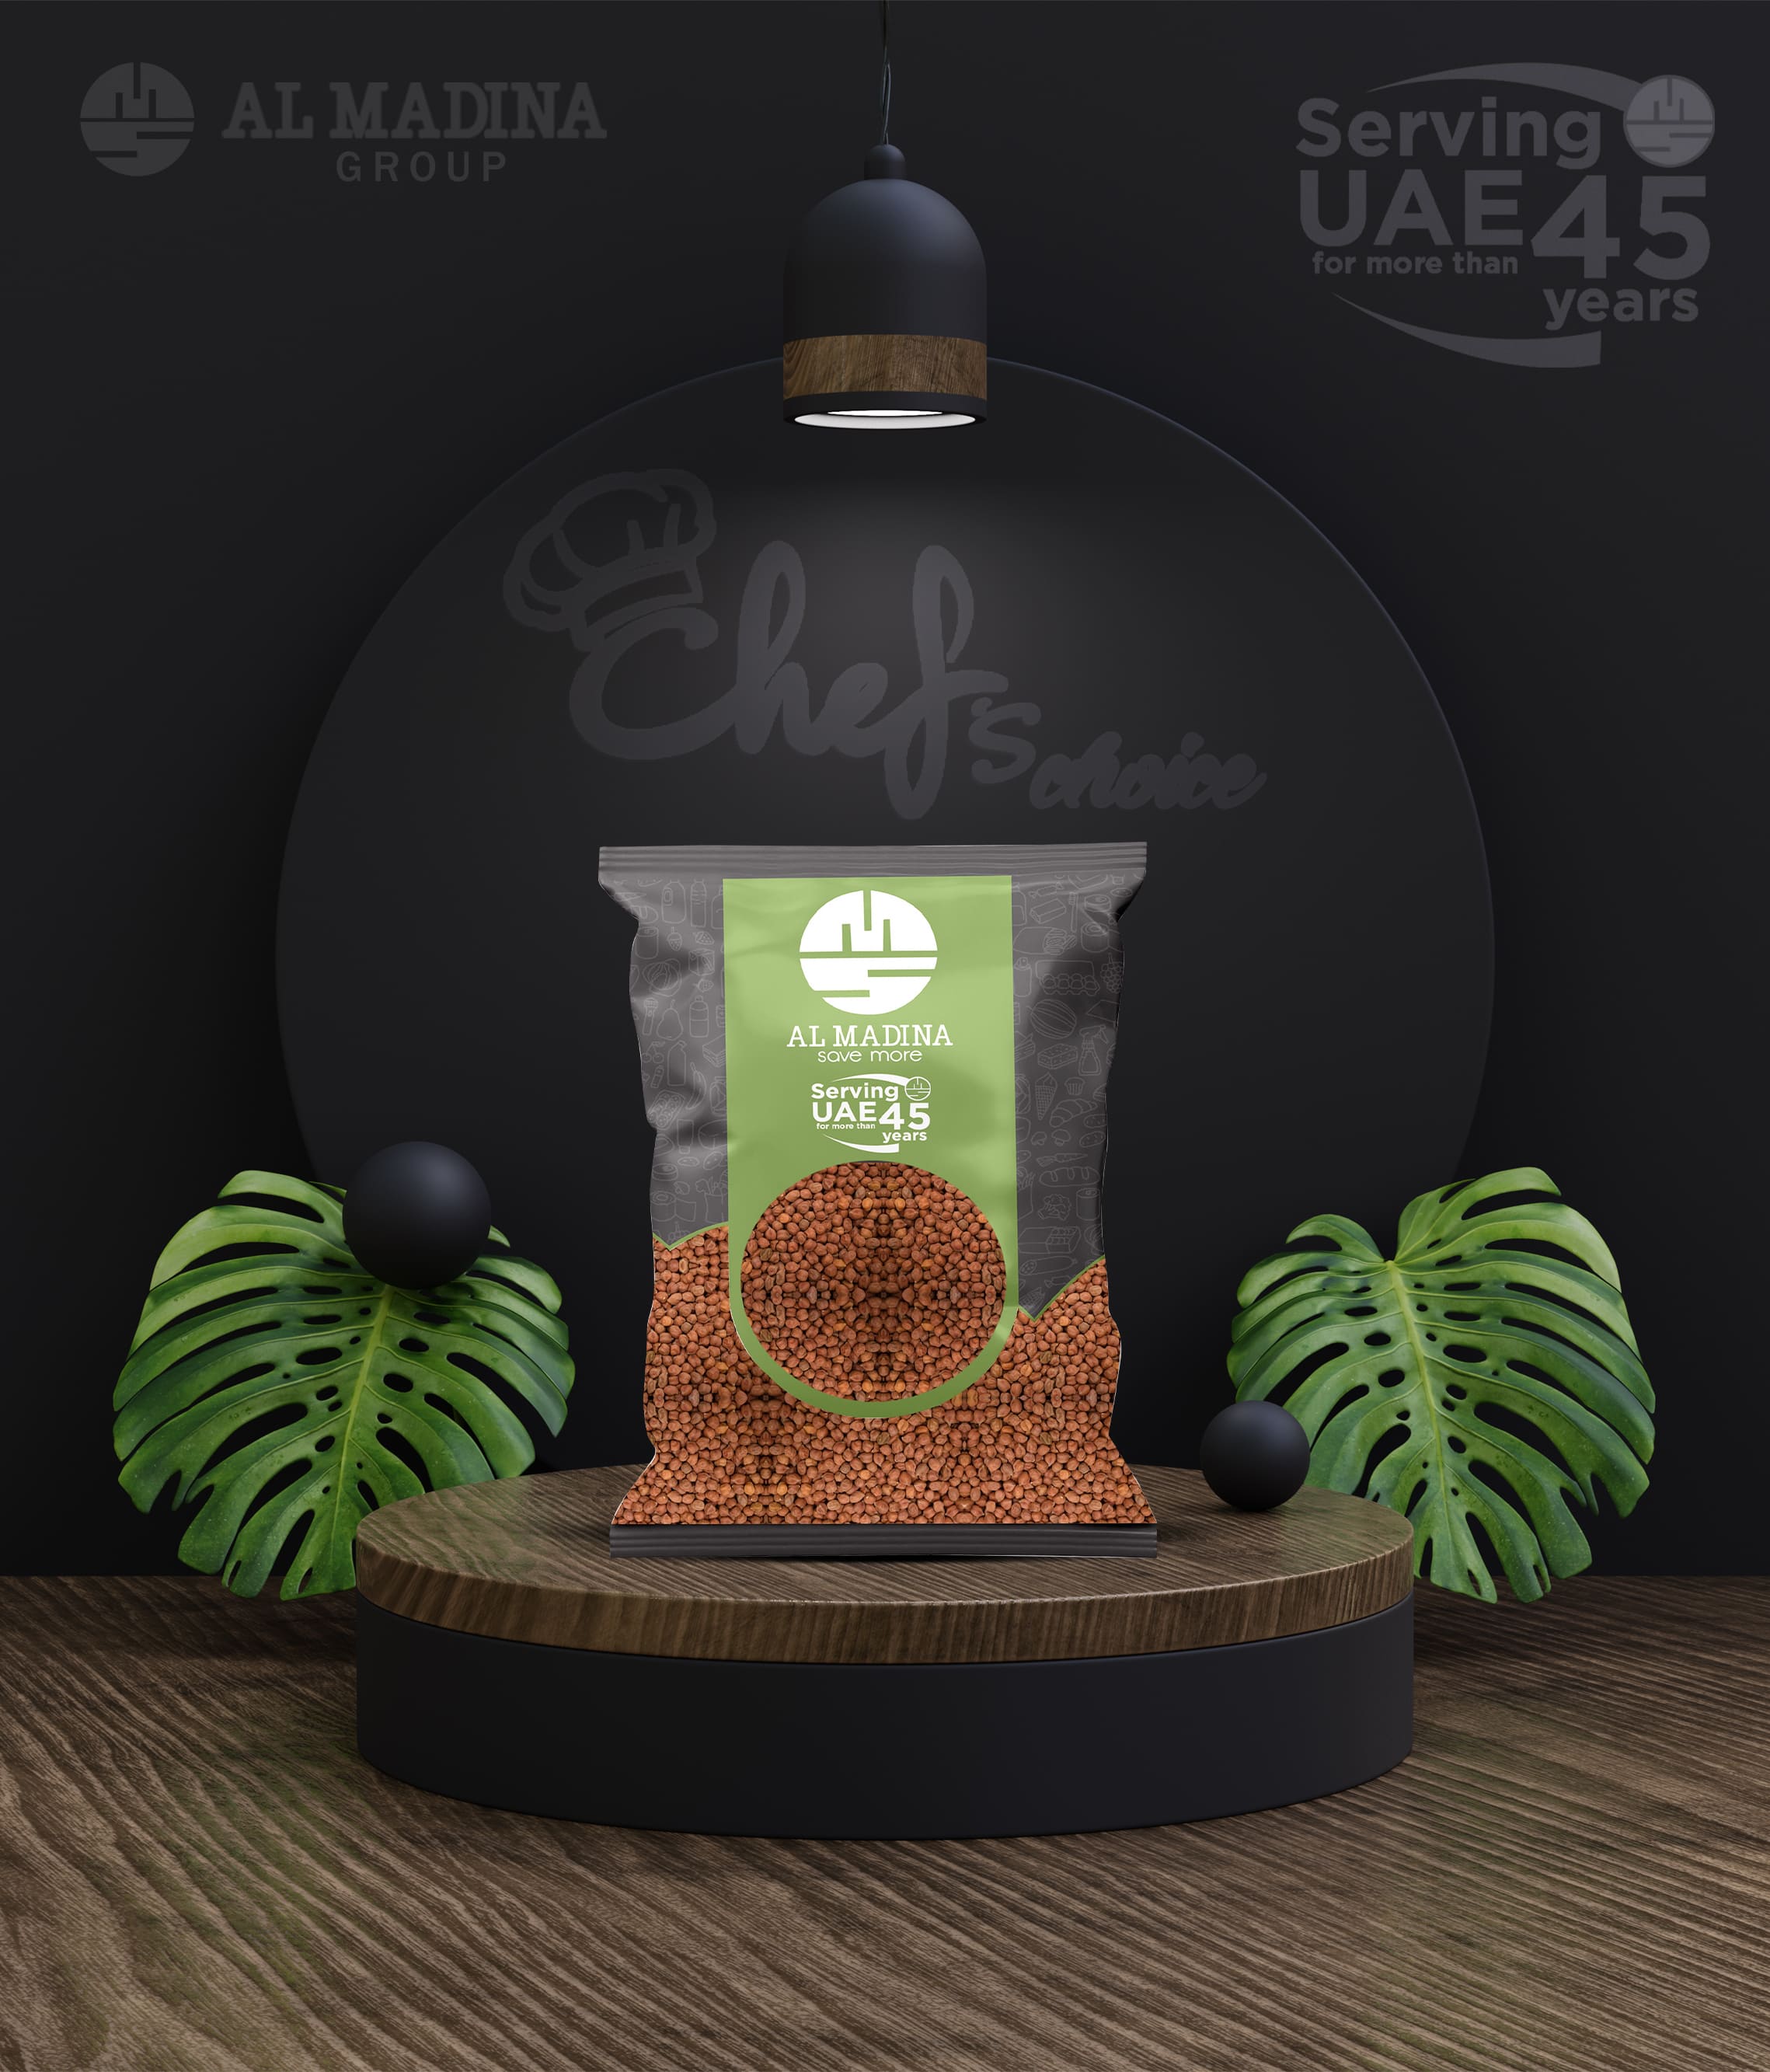 AL MADINA
GROUP
Serving
UAE 45
for more than
years
Chef's choice
AL MADINA
save more
Serving
UAE 45
for more than
years